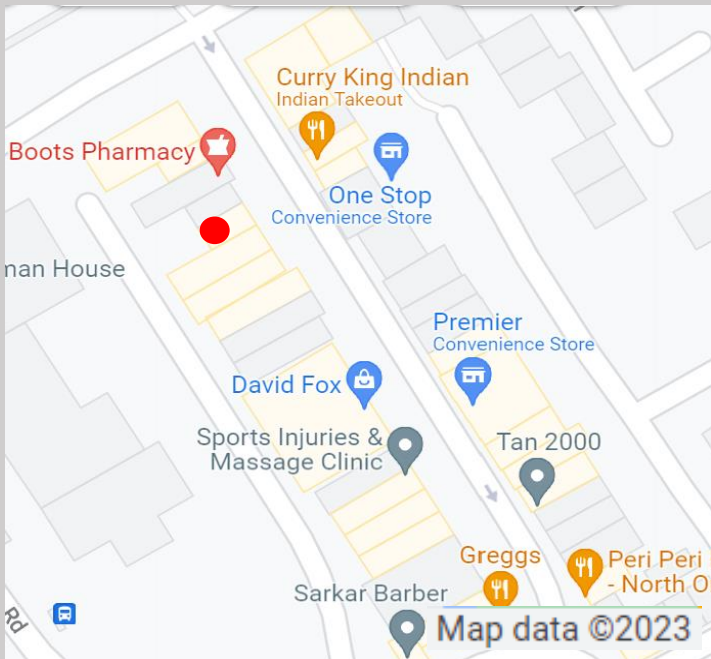 Curry King Indian
Indian Takeout
Boots Pharmacy
One Stop
Convenience Store
man House
Premier
Convenience Store
David Fox
Sports Injuries &
Massage Clinic
Tan 2000
Greggs
Peri Peri
- North O
Sarkar Barber
Rd
Map data ©2023